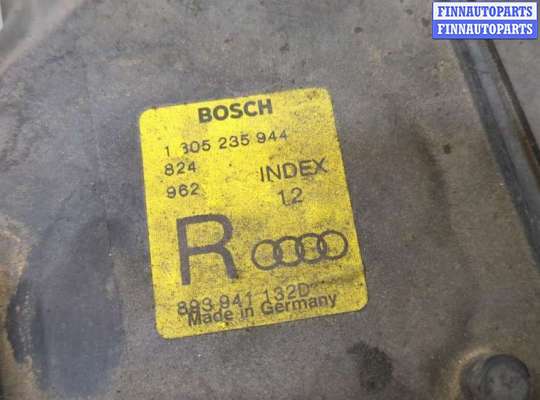 FINNAUTOPARTS
FINNAUTOPARTS
BOSCH
1 305 235 944
824
962
INDEX
1.2
R
893 941 132D
Made in Germany